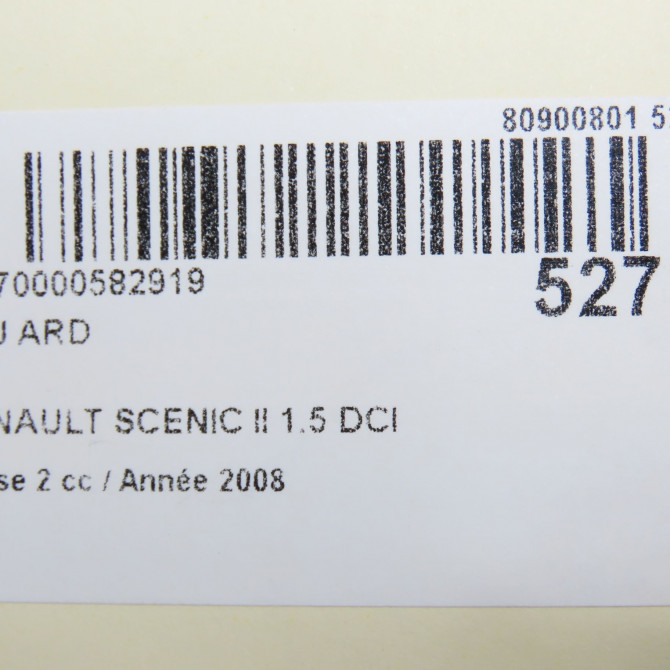 80900801 5
70000582919
527
U ARD
NAULT SCENIC II 1.5 DCI
se 2 cc / Année 2008